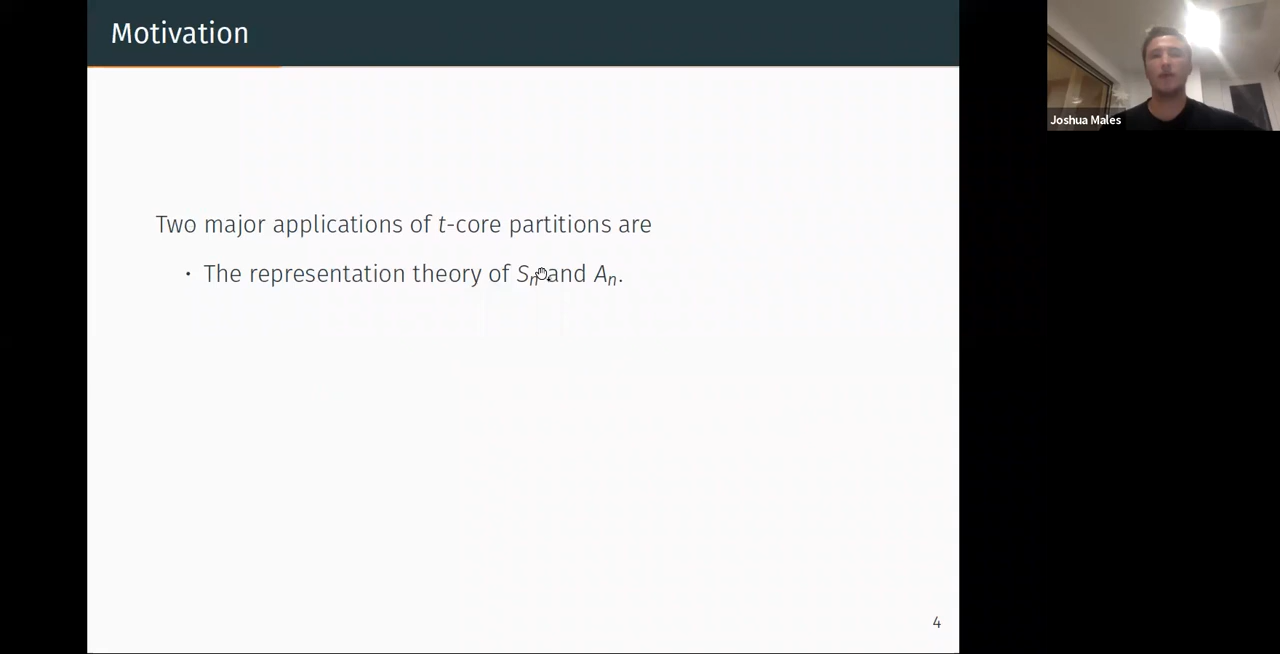 Motivation
Joshua Males
Two major applications of t-core partitions are
• The representation theory of Sn and An.
4